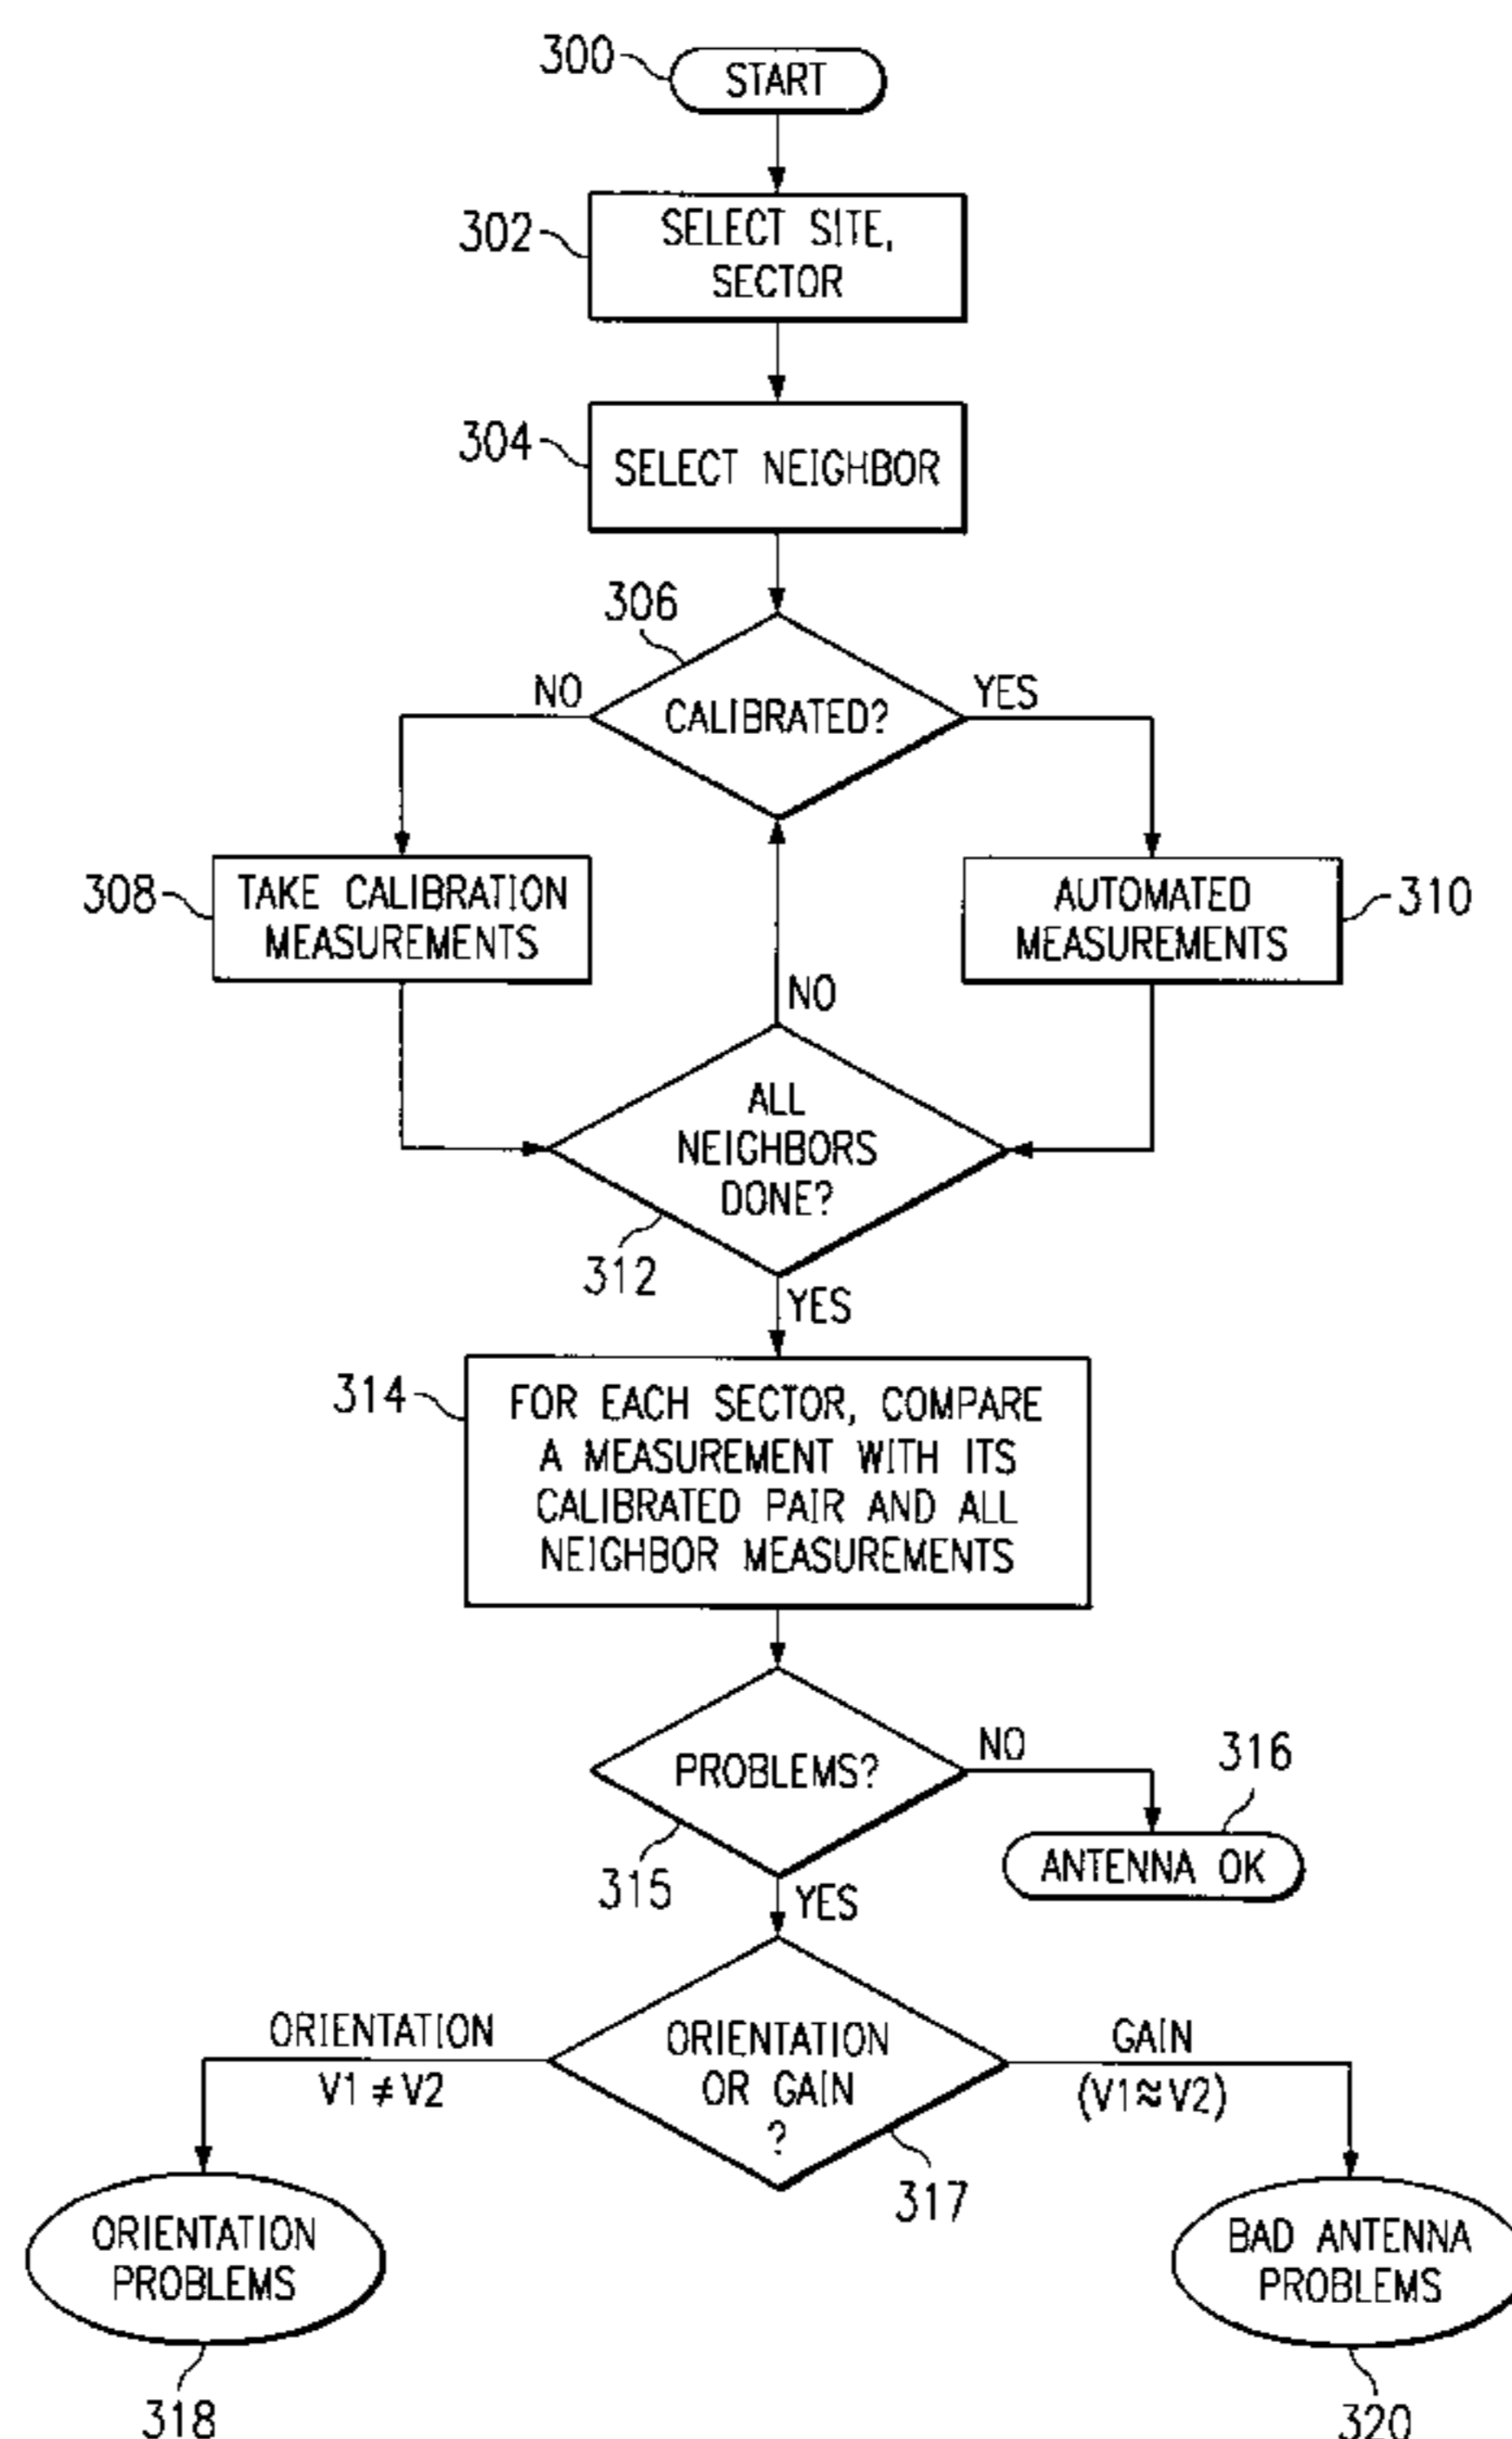 300
START
302
SELECT SITE,
SECTOR
304
SELECT NEIGHBOR
306
NO
CALIBRATED?
YES
308
TAKE CALIBRATION
MEASUREMENTS
AUTOMATED
MEASUREMENTS
310
NO
ALL
NEIGHBORS
DONE?
312
YES
314
FOR EACH SECTOR, COMPARE
A MEASUREMENT WITH ITS
CALIBRATED PAIR AND ALL
NEIGHBOR MEASUREMENTS
PROBLEMS?
NO
316
315
ANTENNA OK
YES
ORIENTATION
V1 ≠ V2
ORIENTATION
OR GAIN
?
GAIN
(V1≈V2)
317
ORIENTATION
PROBLEMS
BAD ANTENNA
PROBLEMS
318
320